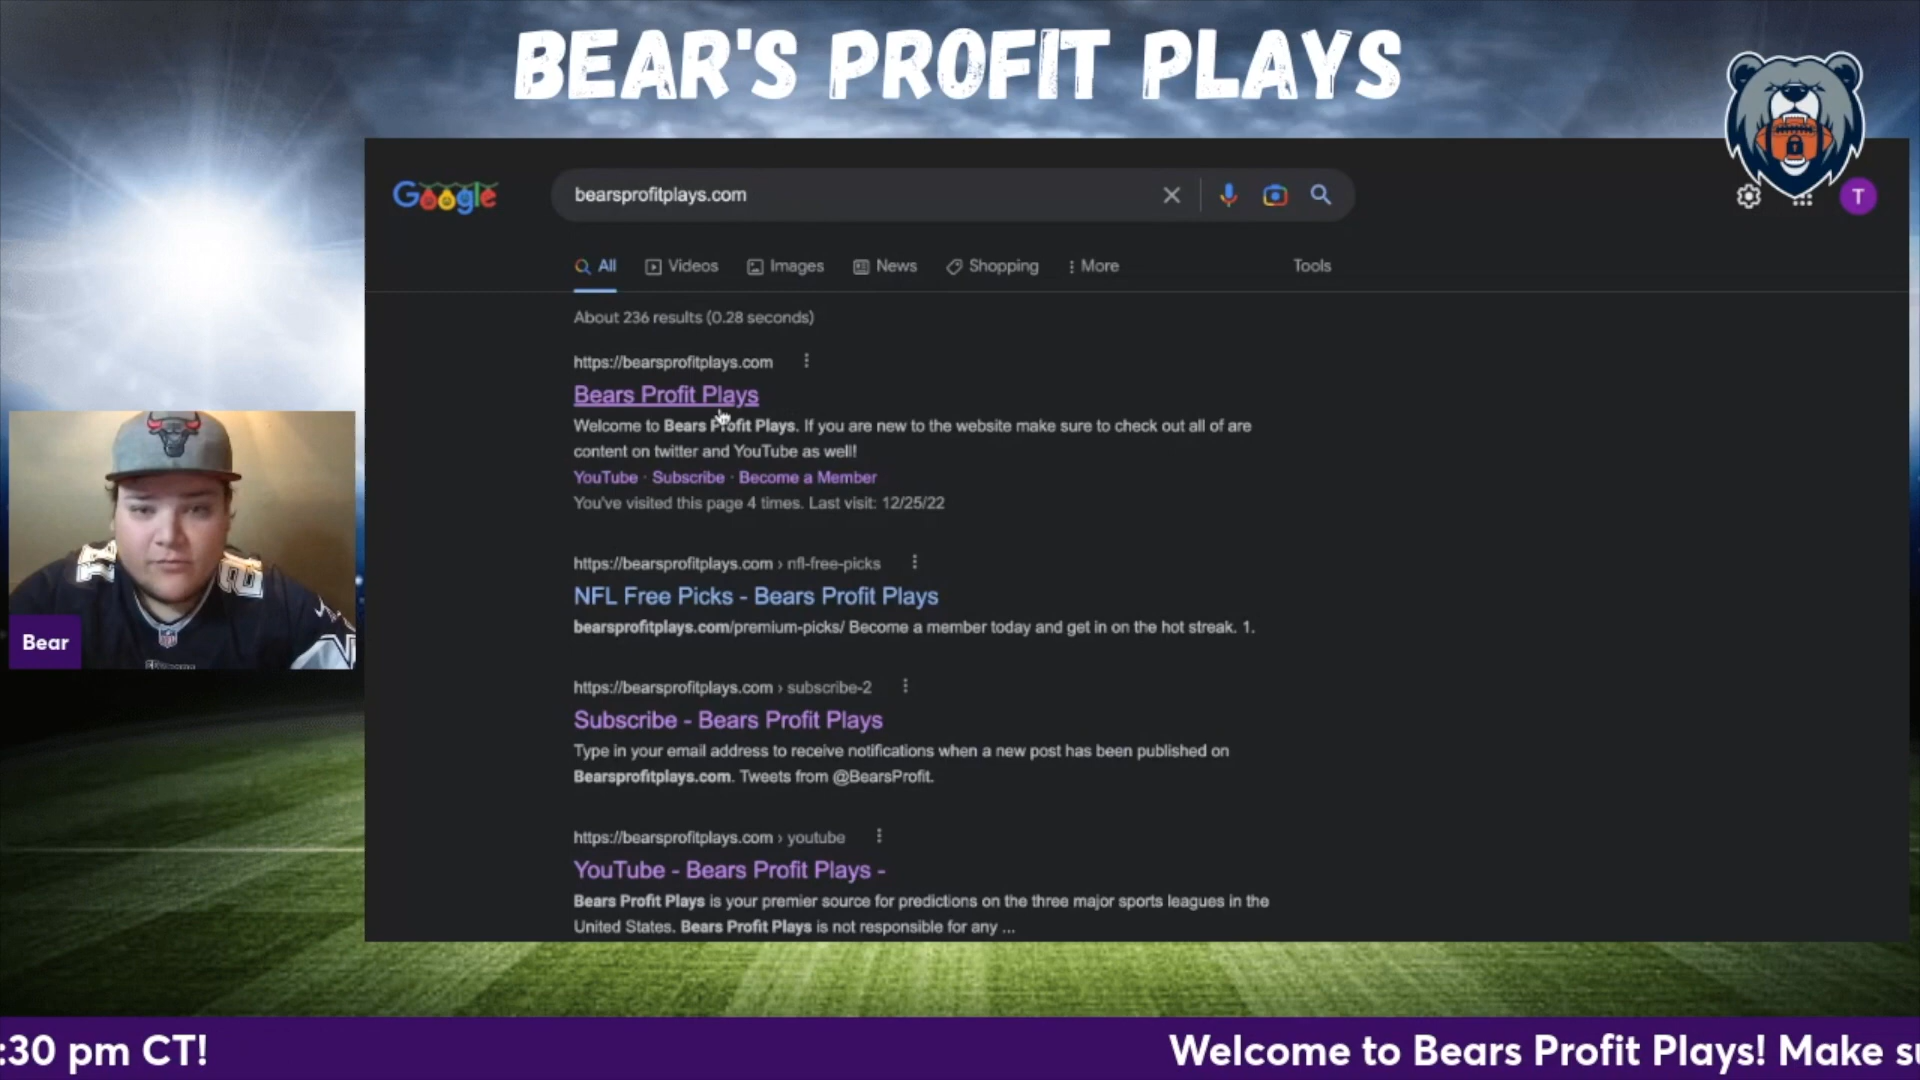 BEAR'S PROFIT PLAYS
Google
bearsprofitplays.com
T
All Videos Images News Shopping More Tools
About 236 results (0.28 seconds)
https://bearsprofitplays.com
Bears Profit Plays
Welcome to Bears Profit Plays. If you are new to the website make sure to check out all of are
content on twitter and YouTube as well!
YouTube · Subscribe · Become a Member
You've visited this page 4 times. Last visit: 12/25/22
https://bearsprofitplays.com › nfl-free-picks
NFL Free Picks - Bears Profit Plays
bearsprofitplays.com/premium-picks/ Become a member today and get in on the hot streak. 1.
https://bearsprofitplays.com › subscribe-2
Subscribe - Bears Profit Plays
Type in your email address to receive notifications when a new post has been published on
Bearsprofitplays.com. Tweets from @BearsProfit.
https://bearsprofitplays.com › youtube
YouTube - Bears Profit Plays -
Bears Profit Plays is your premier source for predictions on the three major sports leagues in the
United States. Bears Profit Plays is not responsible for any ...
Bear
:30 pm CT!
Welcome to Bears Profit Plays! Make su